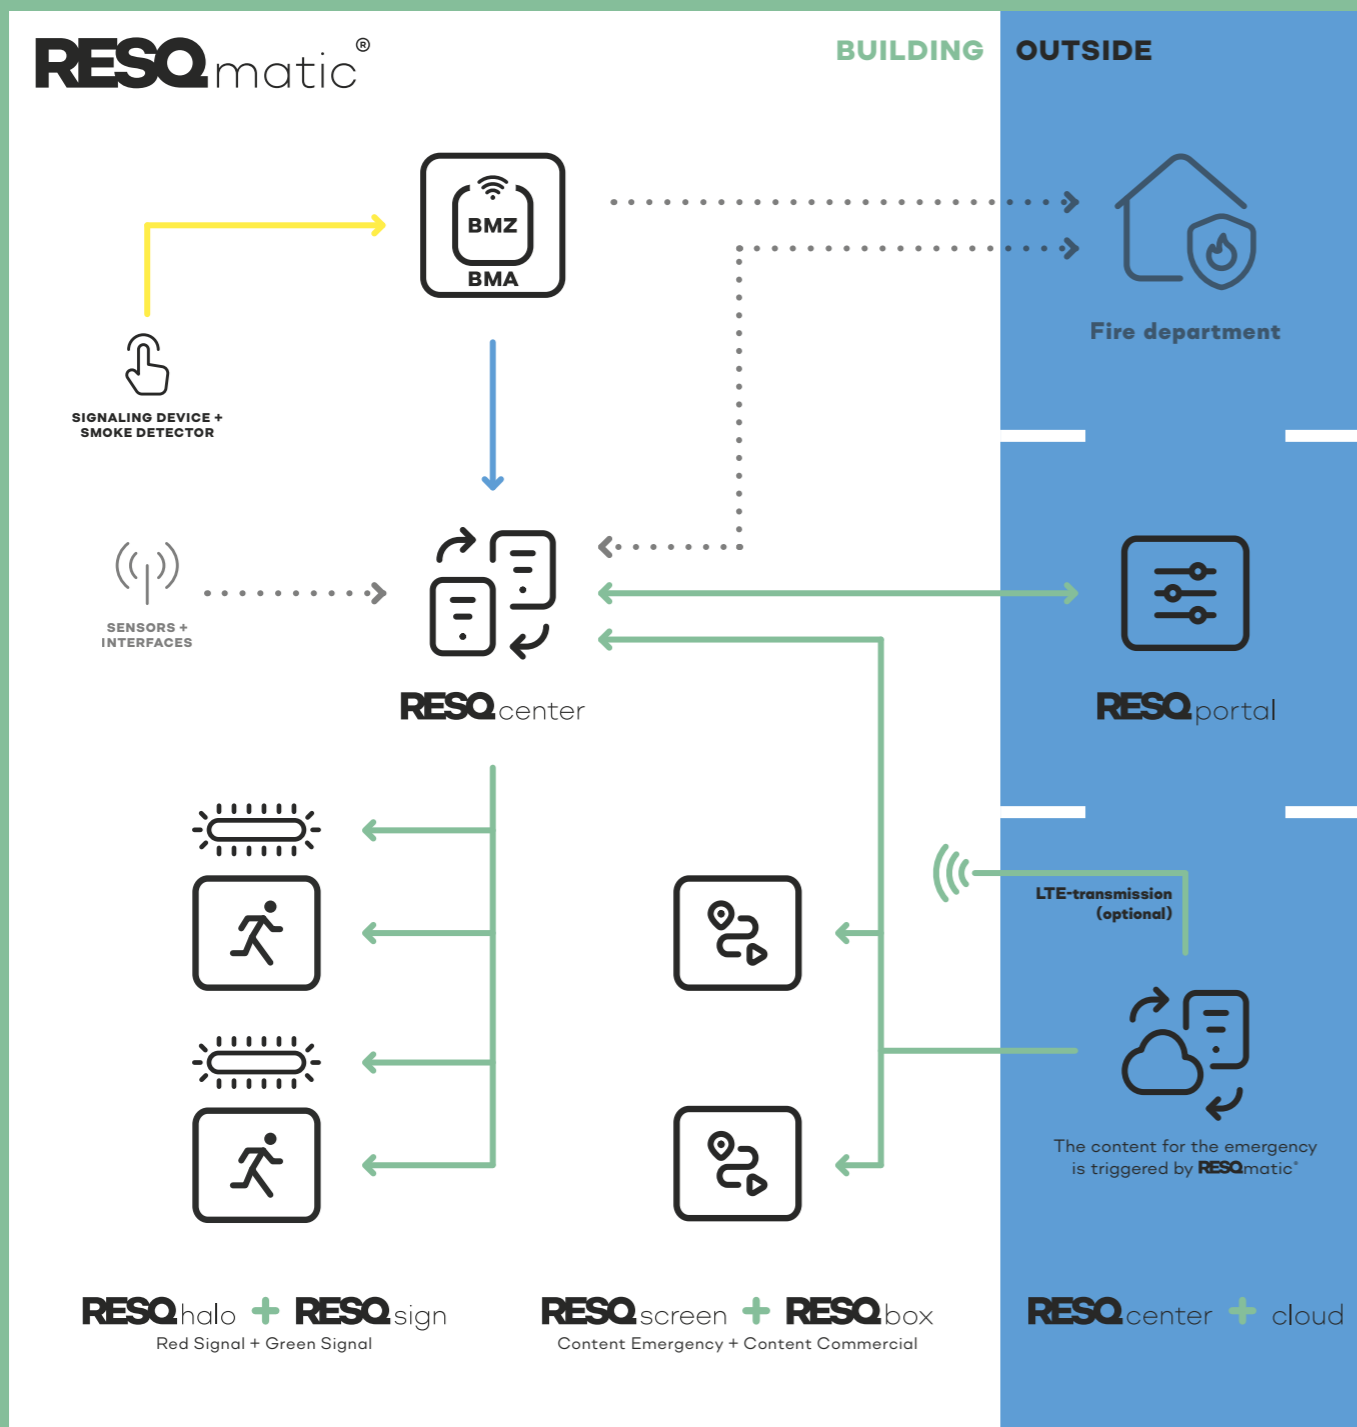 RESQmatic®
BUILDING
OUTSIDE
BMZ
BMA
Fire department
SIGNALING DEVICE +
SMOKE DETECTOR
SENSORS +
INTERFACES
RESQcenter
RESQportal
LTE-transmission
(optional)
The content for the emergency
is triggered by RESQmatic®
RESQhalo + RESQsign
Red Signal + Green Signal
RESQscreen + RESQbox
Content Emergency + Content Commercial
RESQcenter + cloud